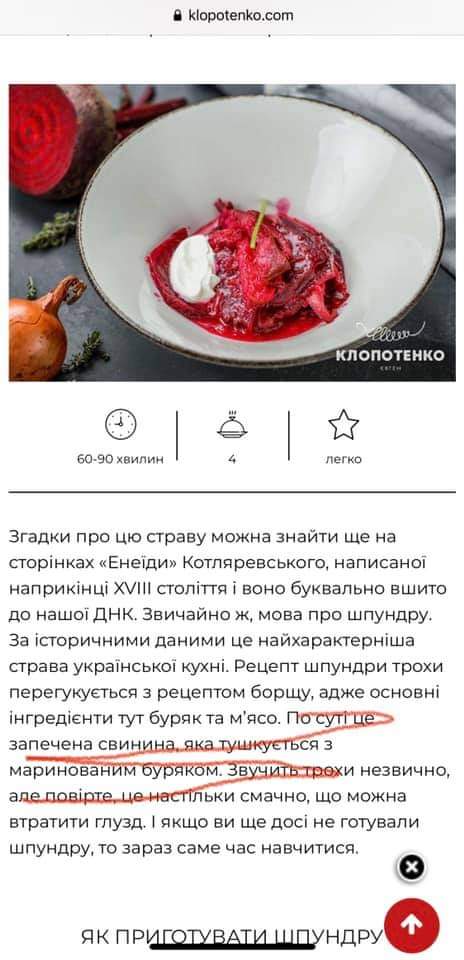 klopotenko.com
КЛОПОТЕНКО
ЄВГЕН
60-90 хвилин
4
легко
Згадки про цю страву можна знайти ще на
сторінках «Енеїди» Котляревського, написаної
наприкінці XVIII століття і воно буквально вшито
до нашої ДНК. Звичайно ж, мова про шпундру.
За історичними даними це найхарактерніша
страва української кухні. Рецепт шпундри трохи
перегукується з рецептом борщу, адже основні
інгредієнти тут буряк та м’ясо. По суті це
запечена свинина, яка тушкується з
маринованим буряком. Звучить трохи незвично,
але повірте, це настільки смачно, що можна
втратити глузд. І якщо ви ще досі не готували
шпундру, то зараз саме час навчитися.
ЯК ПРИГОТУВАТИ ШПУНДРУ